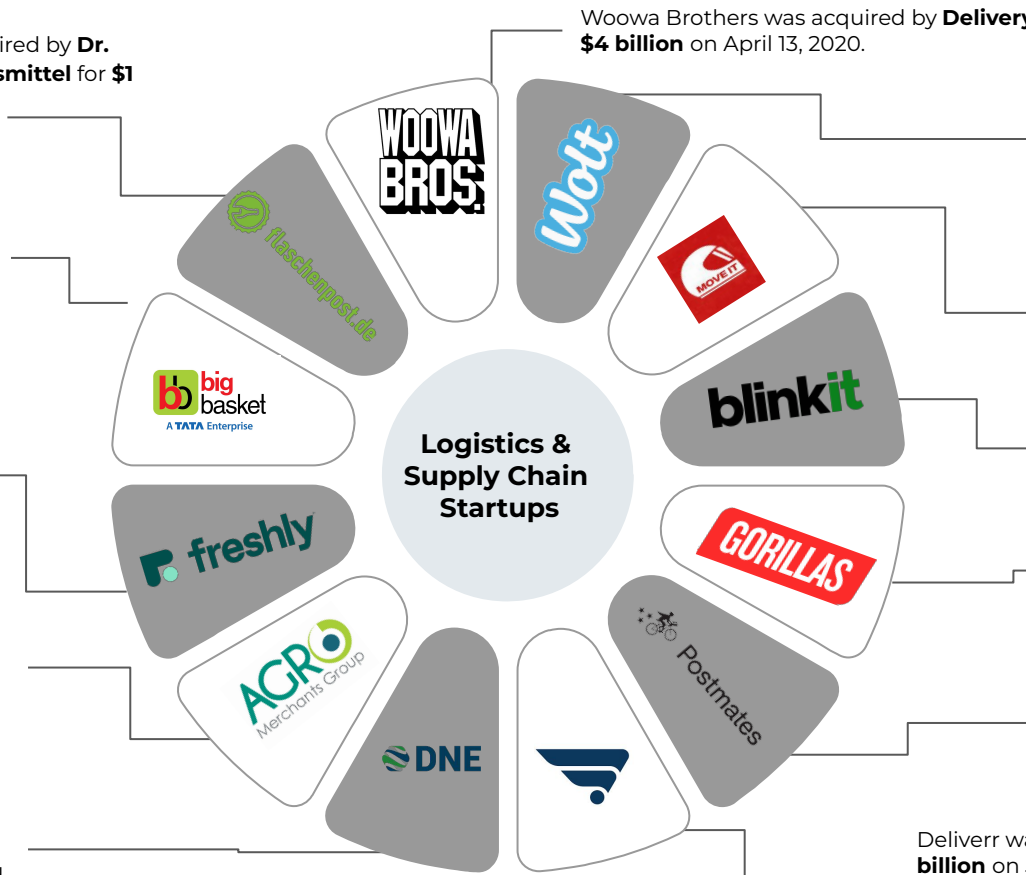 Woowa Brothers was acquired by Delivery
$4 billion on April 13, 2020.
ired by Dr.
smittel for $1
WOOWA
BROS.
Wolt
flaschenpost.de
MOVE IT
big
basket
A TATA Enterprise
blinkit
Logistics &
Supply Chain
Startups
freshly
GORILLAS
AGRO
Merchants Group
Postmates
DNE
Deliverr wa
billion on